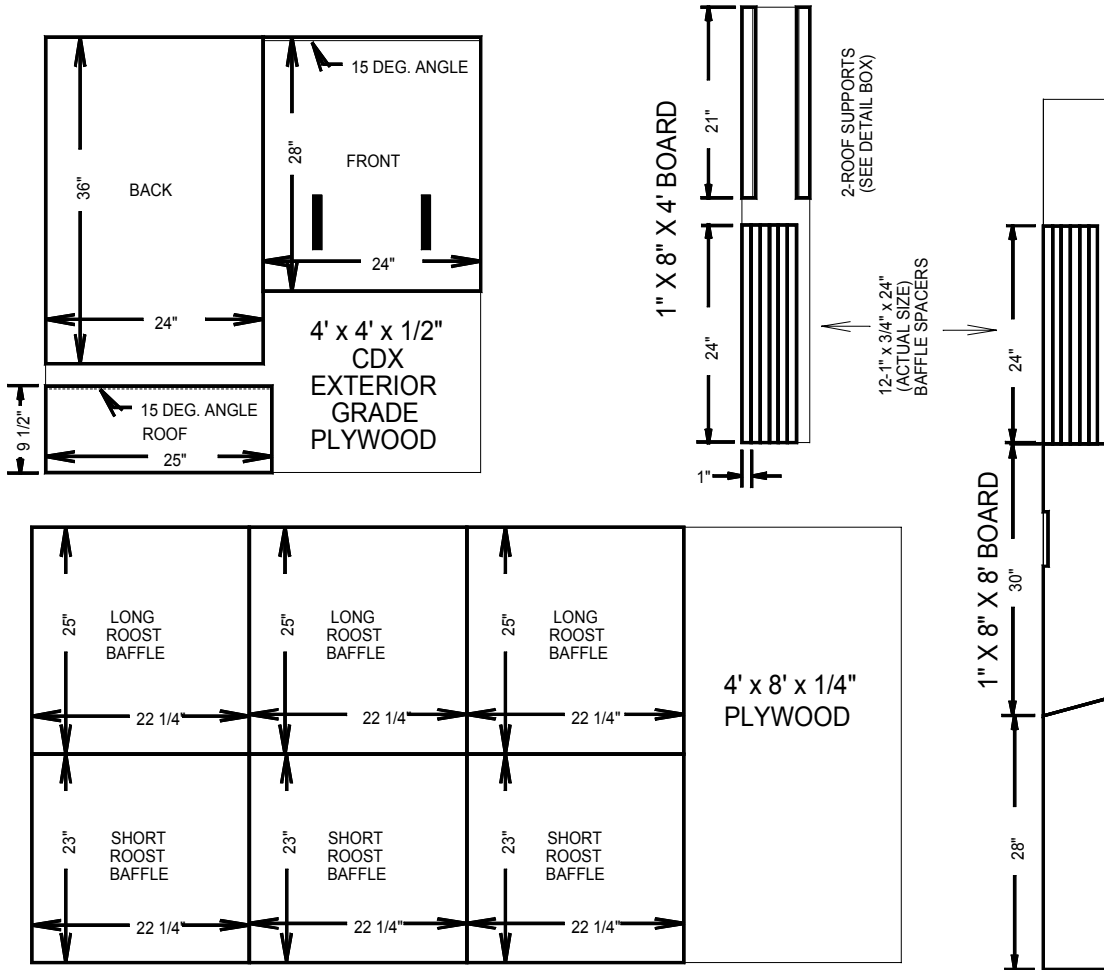 15 DEG. ANGLE
36"
28"
BACK
FRONT
24"
24"
4' x 4' x 1/2"
CDX
EXTERIOR
GRADE
PLYWOOD
9 1/2"
15 DEG. ANGLE
ROOF
25"
1" X 8" X 4' BOARD
21"
2-ROOF SUPPORTS
(SEE DETAIL BOX)
24"
12-1" x 3/4" x 24"
(ACTUAL SIZE)
BAFFLE SPACERS
1"
24"
1" X 8" X 8' BOARD
30"
28"
25"
LONG
ROOST
BAFFLE
22 1/4"
25"
LONG
ROOST
BAFFLE
22 1/4"
25"
LONG
ROOST
BAFFLE
22 1/4"
4' x 8' x 1/4"
PLYWOOD
23"
SHORT
ROOST
BAFFLE
22 1/4"
23"
SHORT
ROOST
BAFFLE
22 1/4"
23"
SHORT
ROOST
BAFFLE
22 1/4"